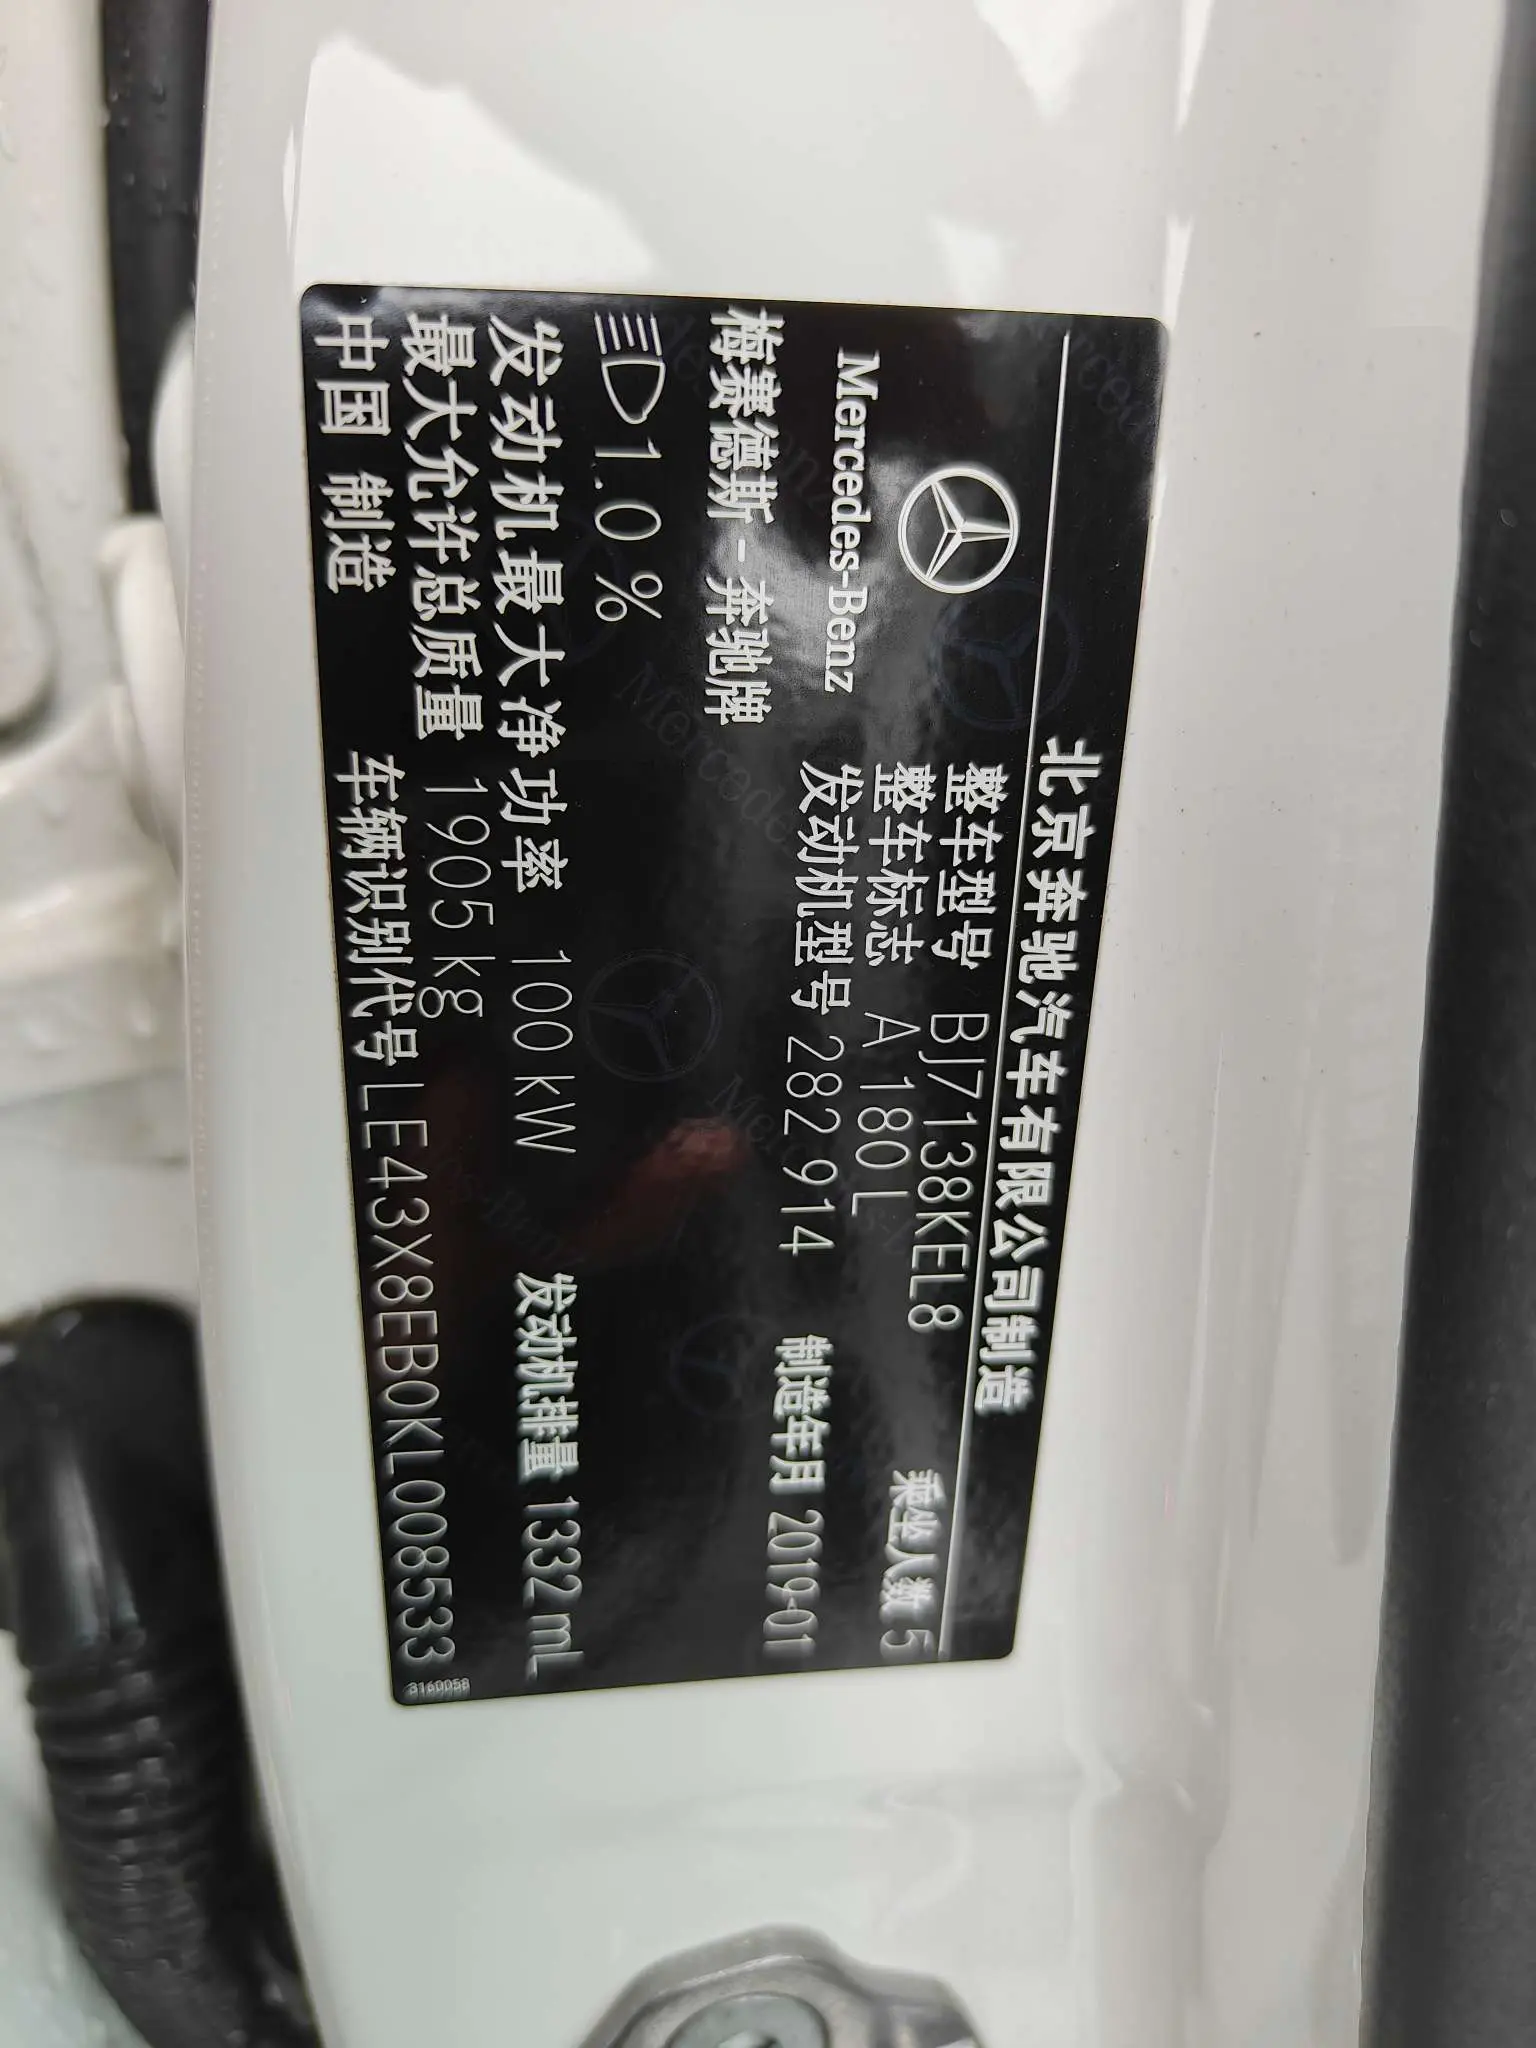 北京奔驰汽车有限公司制造
Mercedes-Benz
整车型号 BJ7138KEL8
乘坐人数 5
整车标志 A 180 L
梅赛德斯-奔驰牌
发动机型号 282 914
制造年月 2019-01
1.0 %
发动机最大净功率 100 kW
发动机排量 1332 mL
最大允许总质量 1905 kg
中国 制造
车辆识别代号 LE43X8EB0KL008533
3160058